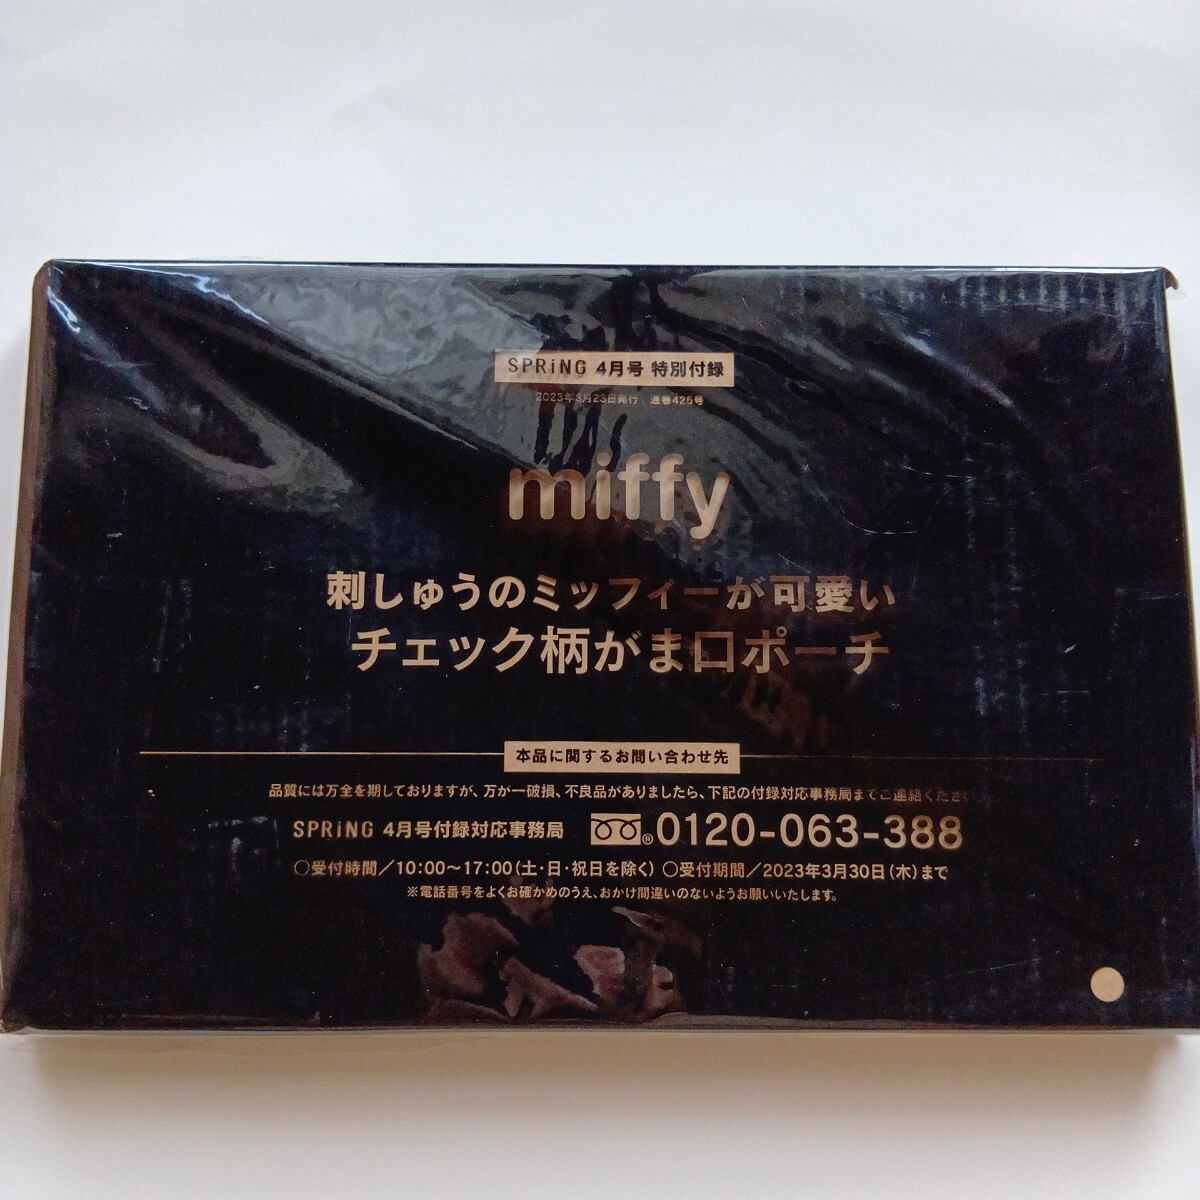 SPRiNG 4月号 特別付録
2023年3月23日発行 通巻425号
miffy
刺しゅうのミッフィーが可愛い
チェック柄がま口ポーチ
本品に関するお問い合わせ先
品質には万全を期しておりますが、万が一破損、不良品がありましたら、下記の付録対応事務局までご連絡ください
SPRiNG 4月号付録対応事務局 ® 0120-063-388
○受付時間／10:00〜17:00（土・日・祝日を除く） ○受付期間／2023年3月30日（木）まで
※電話番号をよくお確かめのうえ、おかけ間違いのないようお願いいたします。